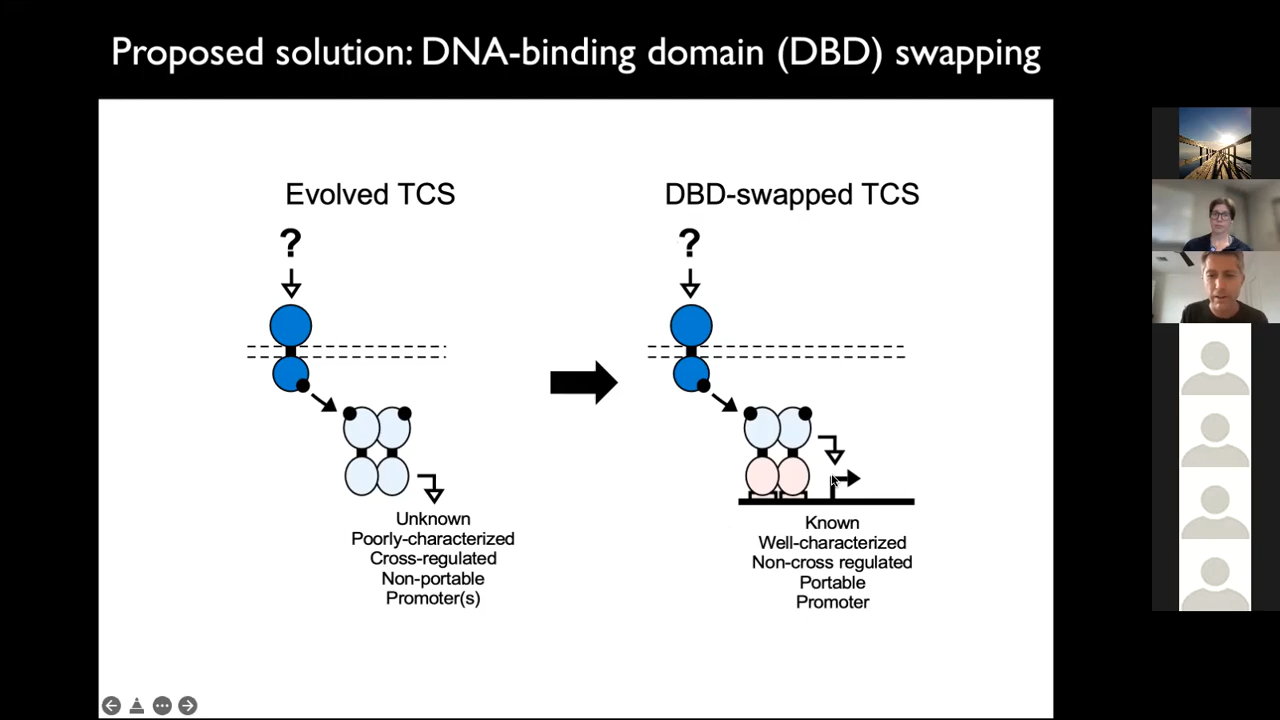 Proposed solution: DNA-binding domain (DBD) swapping
Evolved TCS
?
Unknown
Poorly-characterized
Cross-regulated
Non-portable
Promoter(s)
DBD-swapped TCS
?
Known
Well-characterized
Non-cross regulated
Portable
Promoter